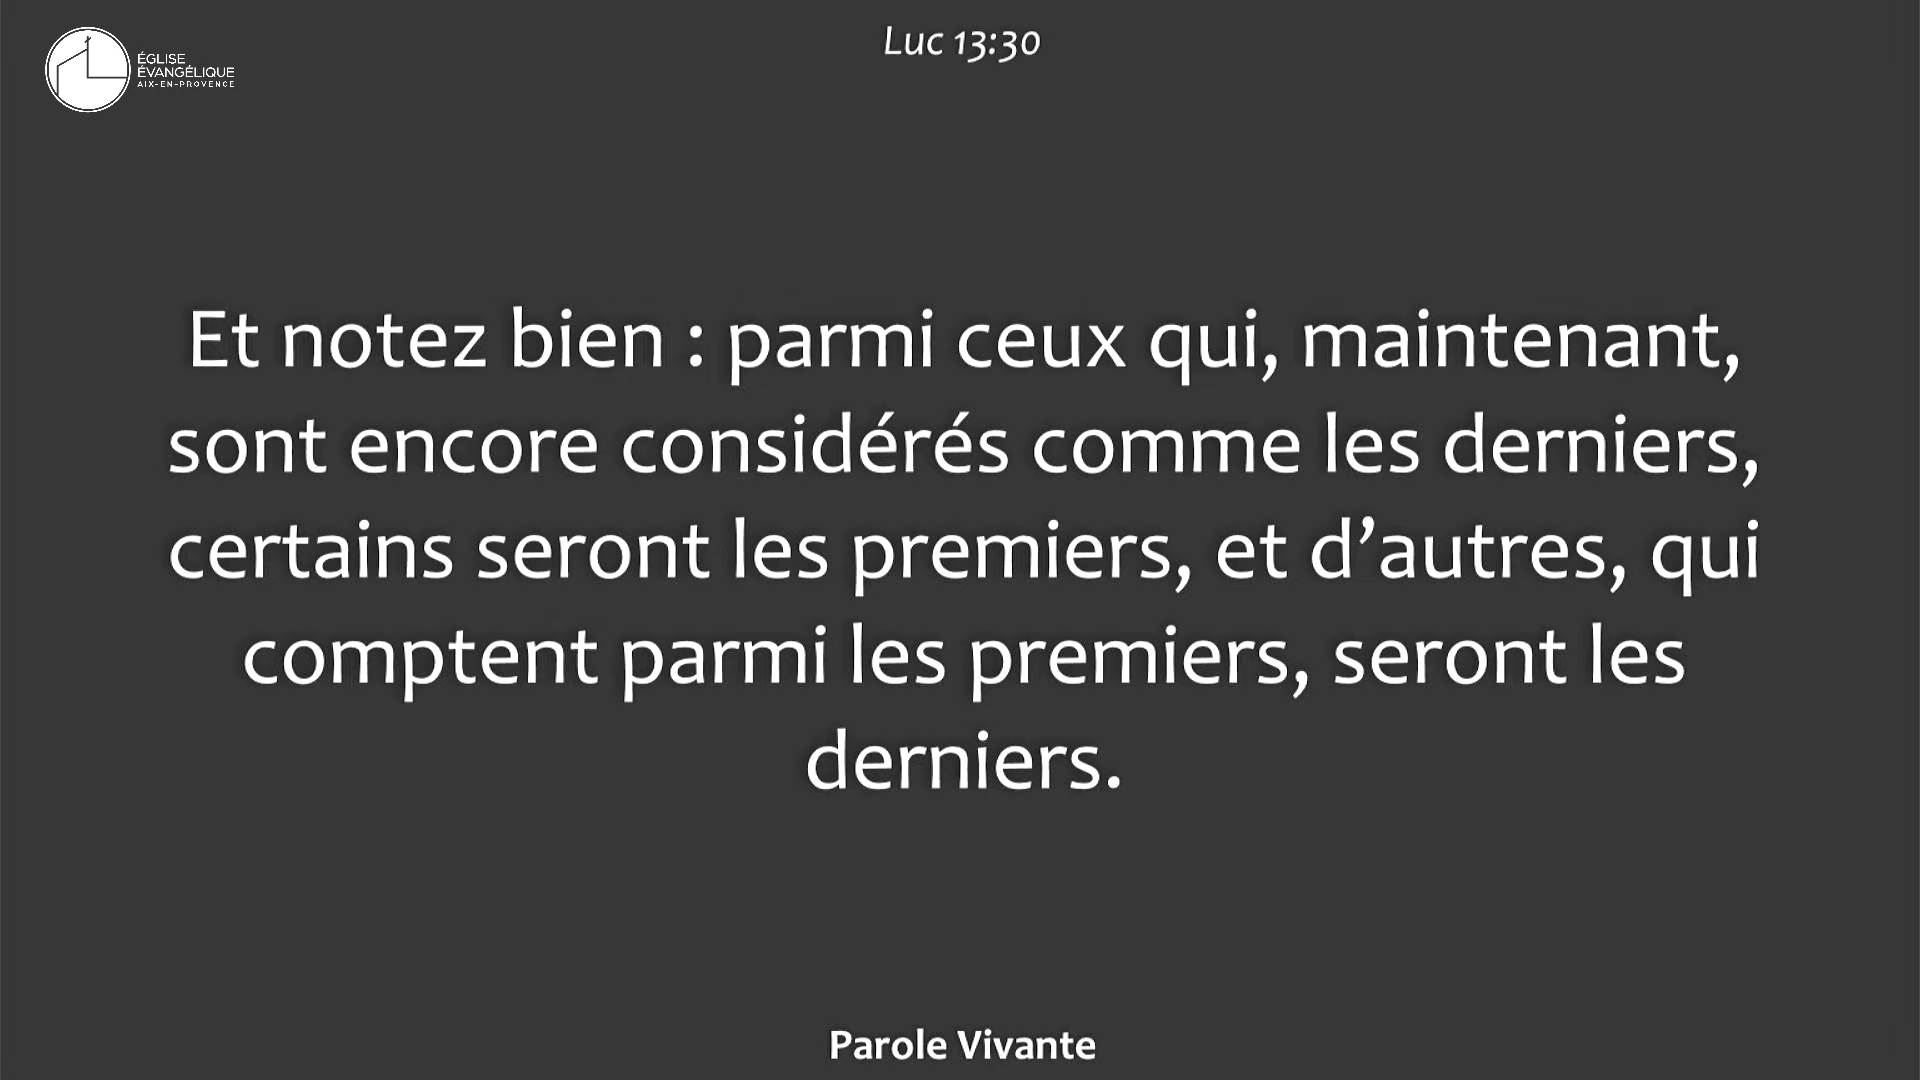 Luc 13:30
ÉGLISE
ÉVANGÉLIQUE
AIX-EN-PROVENCE
Et notez bien : parmi ceux qui, maintenant,
sont encore considérés comme les derniers,
certains seront les premiers, et d’autres, qui
comptent parmi les premiers, seront les
derniers.
Parole Vivante